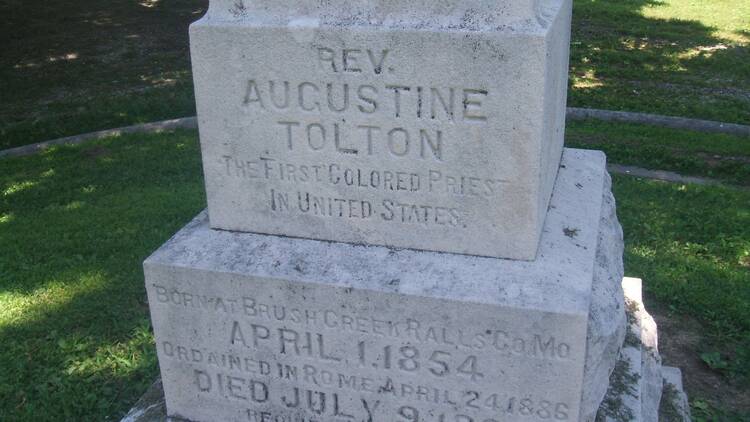 REV.
AUGUSTINE
TOLTON
THE FIRST COLORED PRIEST
IN UNITED STATES.
BORN AT BRUSH CREEK RALLS CO. MO
APRIL, 1, 1854
ORDAINED IN ROME, APRIL 24, 1886
DIED JULY 9,